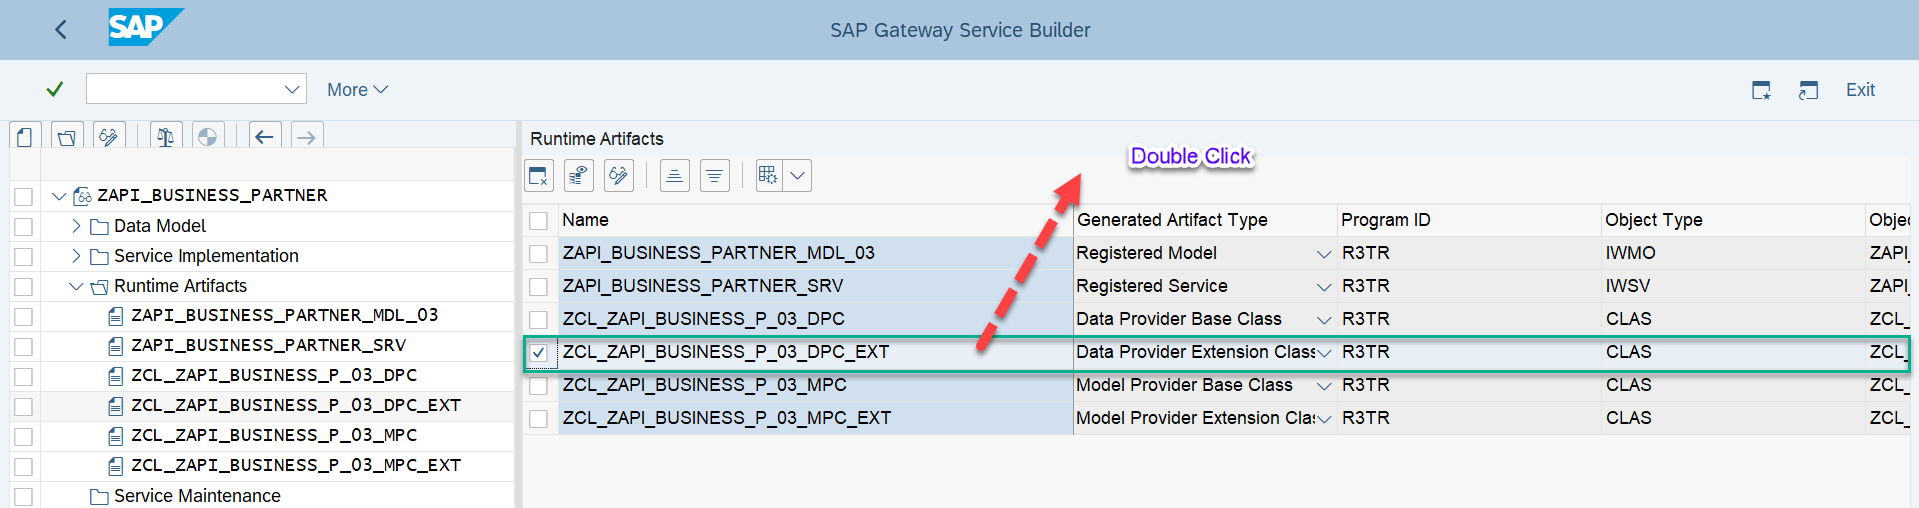 SAP
SAP Gateway Service Builder
More
Exit
ZAPI_BUSINESS_PARTNER
Data Model
Service Implementation
Runtime Artifacts
ZAPI_BUSINESS_PARTNER_MDL_03
ZAPI_BUSINESS_PARTNER_SRV
ZCL_ZAPI_BUSINESS_P_03_DPC
ZCL_ZAPI_BUSINESS_P_03_DPC_EXT
ZCL_ZAPI_BUSINESS_P_03_MPC
ZCL_ZAPI_BUSINESS_P_03_MPC_EXT
Service Maintenance
Runtime Artifacts
Double Click
Name Generated Artifact Type Program ID Object Type Objec
ZAPI_BUSINESS_PARTNER_MDL_03 Registered Model R3TR IWMO ZAPI_
ZAPI_BUSINESS_PARTNER_SRV Registered Service R3TR IWSV ZAPI_
ZCL_ZAPI_BUSINESS_P_03_DPC Data Provider Base Class R3TR CLAS ZCL_
ZCL_ZAPI_BUSINESS_P_03_DPC_EXT Data Provider Extension Class R3TR CLAS ZCL_
ZCL_ZAPI_BUSINESS_P_03_MPC Model Provider Base Class R3TR CLAS ZCL_
ZCL_ZAPI_BUSINESS_P_03_MPC_EXT Model Provider Extension Clas R3TR CLAS ZCL_